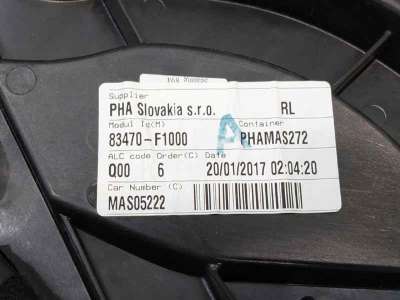 Supplier
PHA Slovakia s.r.o. RL
Modul Id(M) Container
83470-F1000 A PHAMAS272
ALC code Order(C) Date
Q00 6 20/01/2017 02:04:20
Car Number (C)
MAS05222